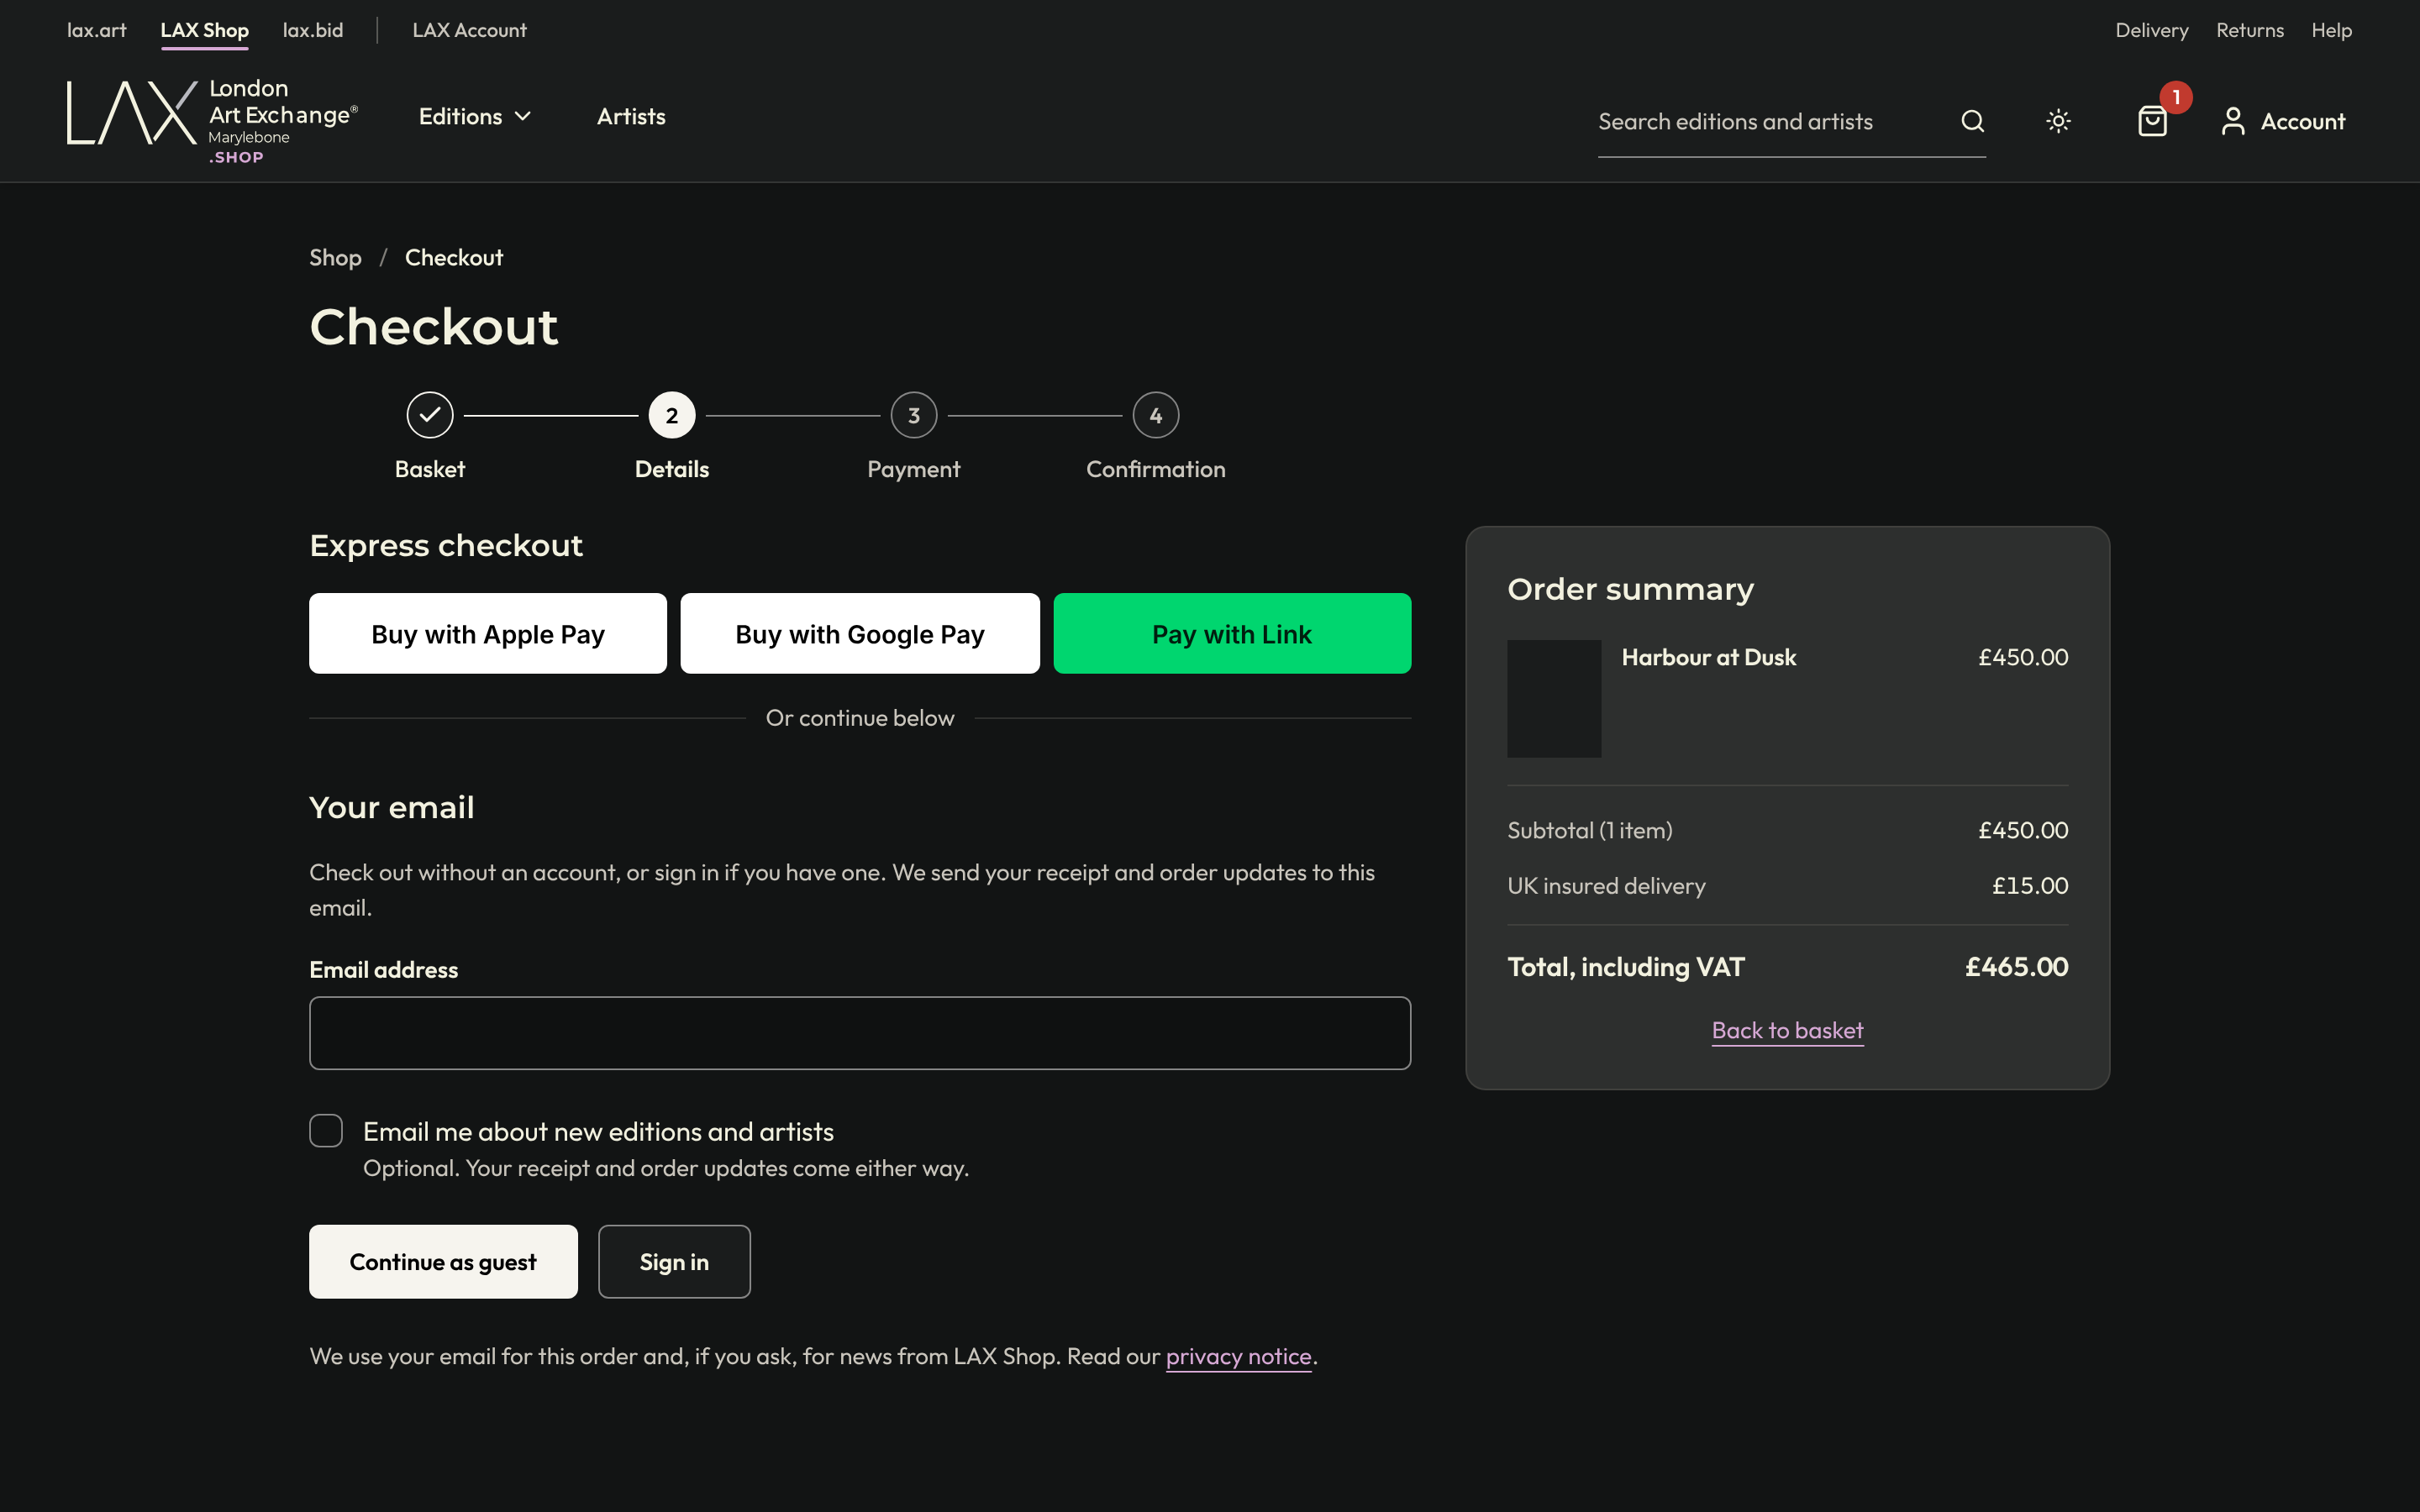 lax.art LAX Shop lax.bid LAX Account Delivery Returns Help
LAX London
Art Exchange®
Marylebone
.SHOP
Editions Artists Search editions and artists 1 Account
Shop / Checkout
Checkout
2 3 4
Basket Details Payment Confirmation
Express checkout
Buy with Apple Pay Buy with Google Pay Pay with Link
Or continue below
Your email
Check out without an account, or sign in if you have one. We send your receipt and order updates to this
email.
Email address
Email me about new editions and artists
Optional. Your receipt and order updates come either way.
Continue as guest Sign in
We use your email for this order and, if you ask, for news from LAX Shop. Read our privacy notice.
Order summary
Harbour at Dusk £450.00
Subtotal (1 item) £450.00
UK insured delivery £15.00
Total, including VAT £465.00
Back to basket